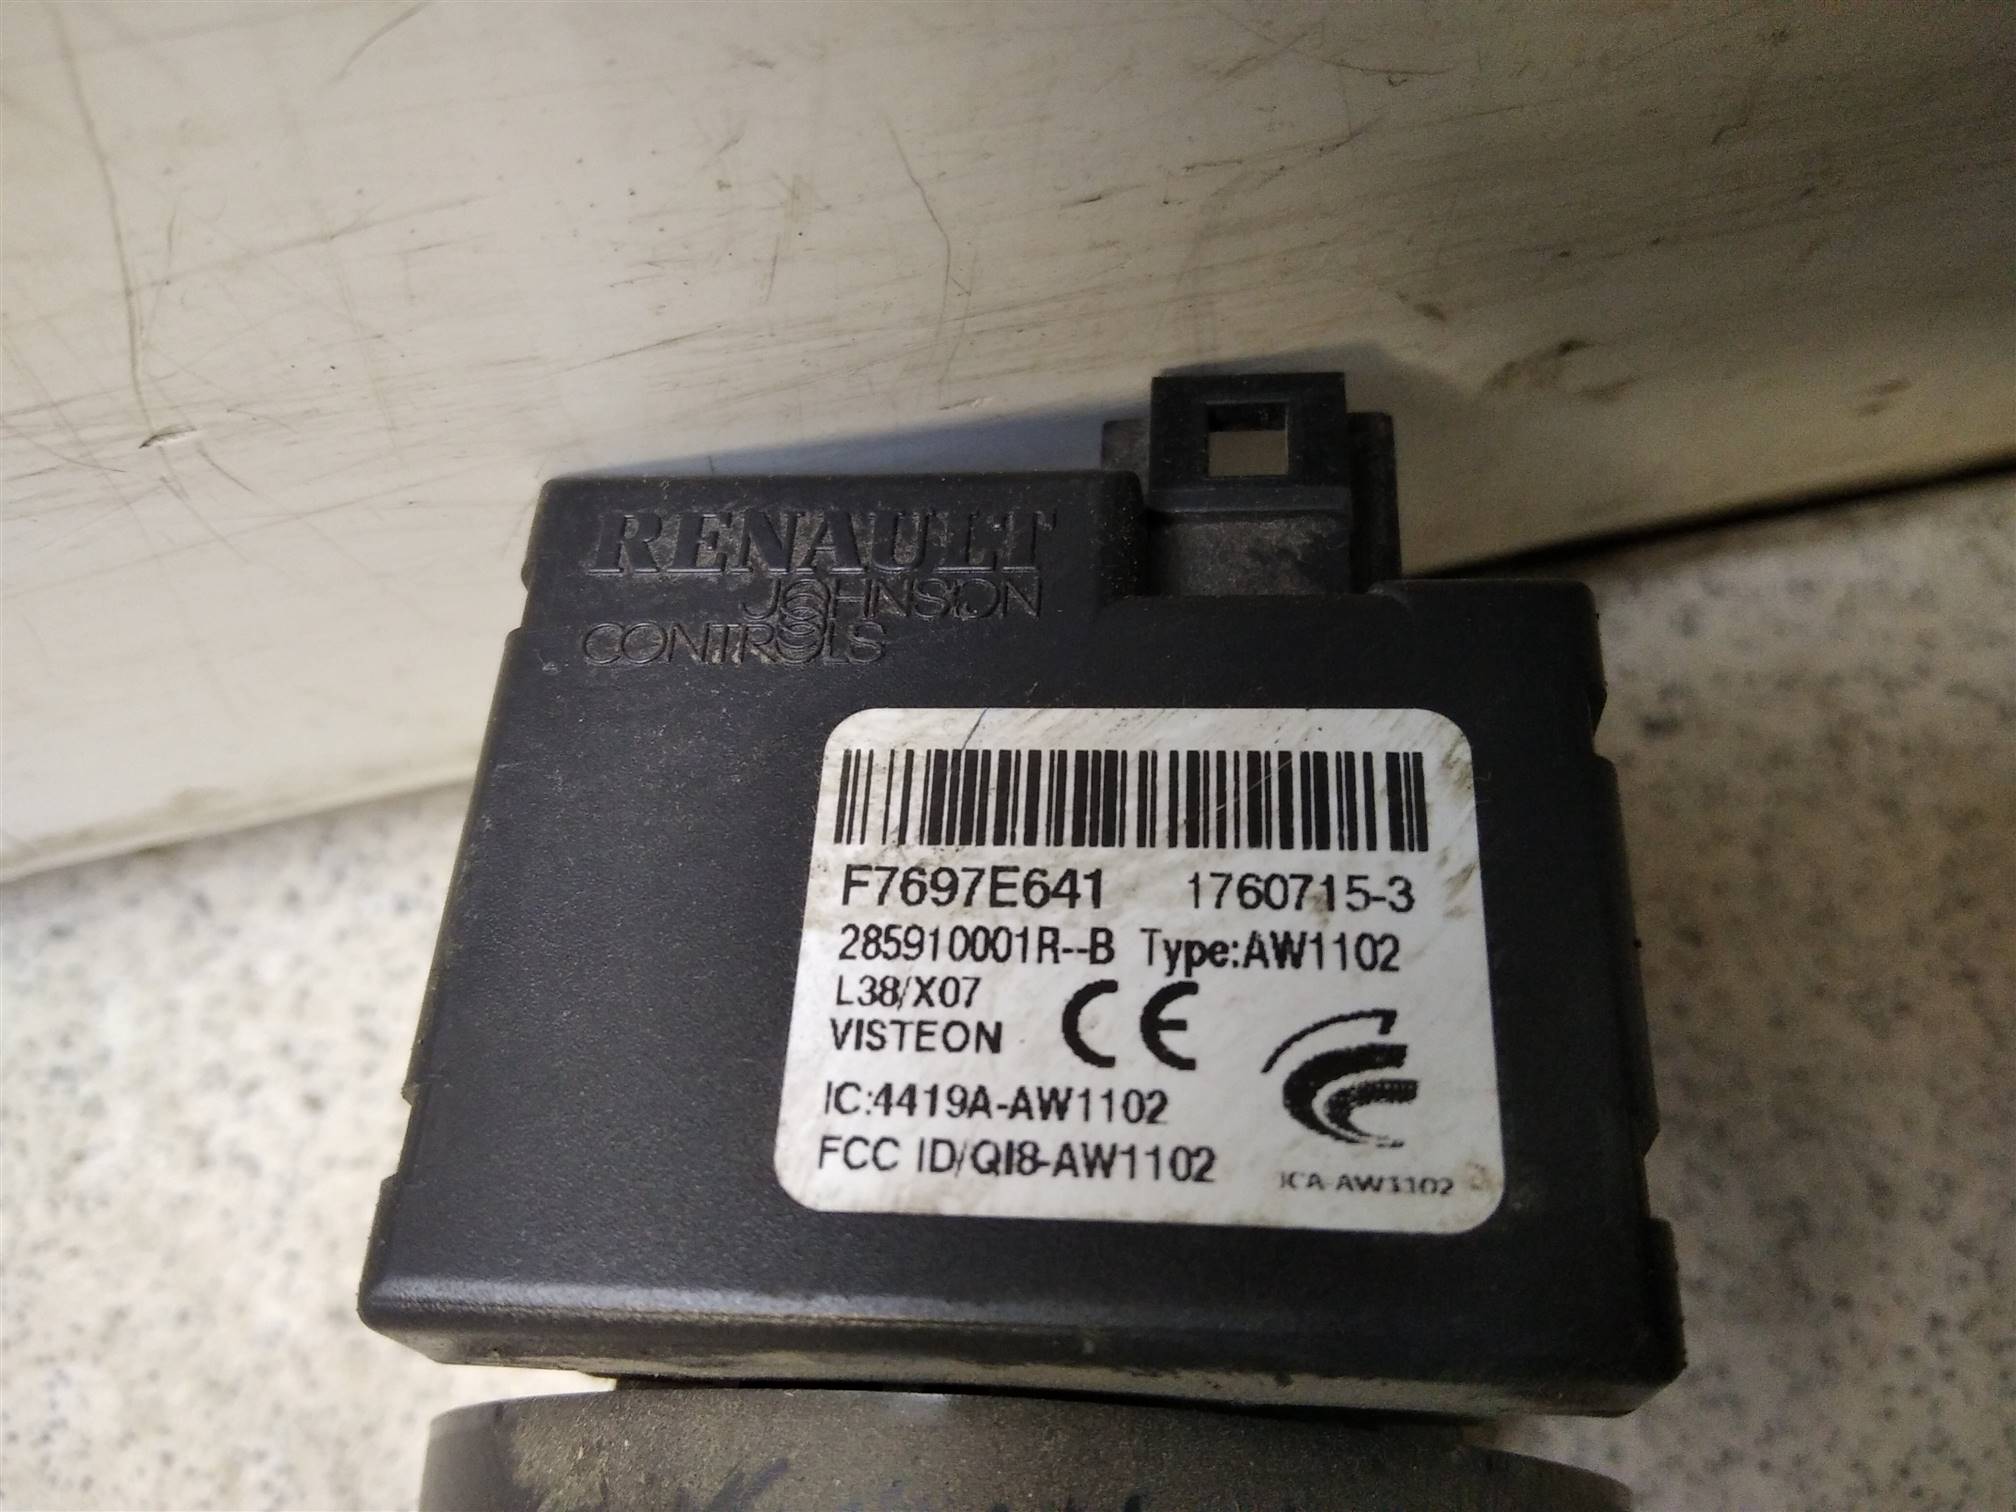 RENAULT
JOHNSON
CONTROLS
F7697E641 1760715-3
285910001R--B Type:AW1102
L38/X07
VISTEON CE
IC:4419A-AW1102
FCC ID/QI8-AW1102
ICA-AW1102